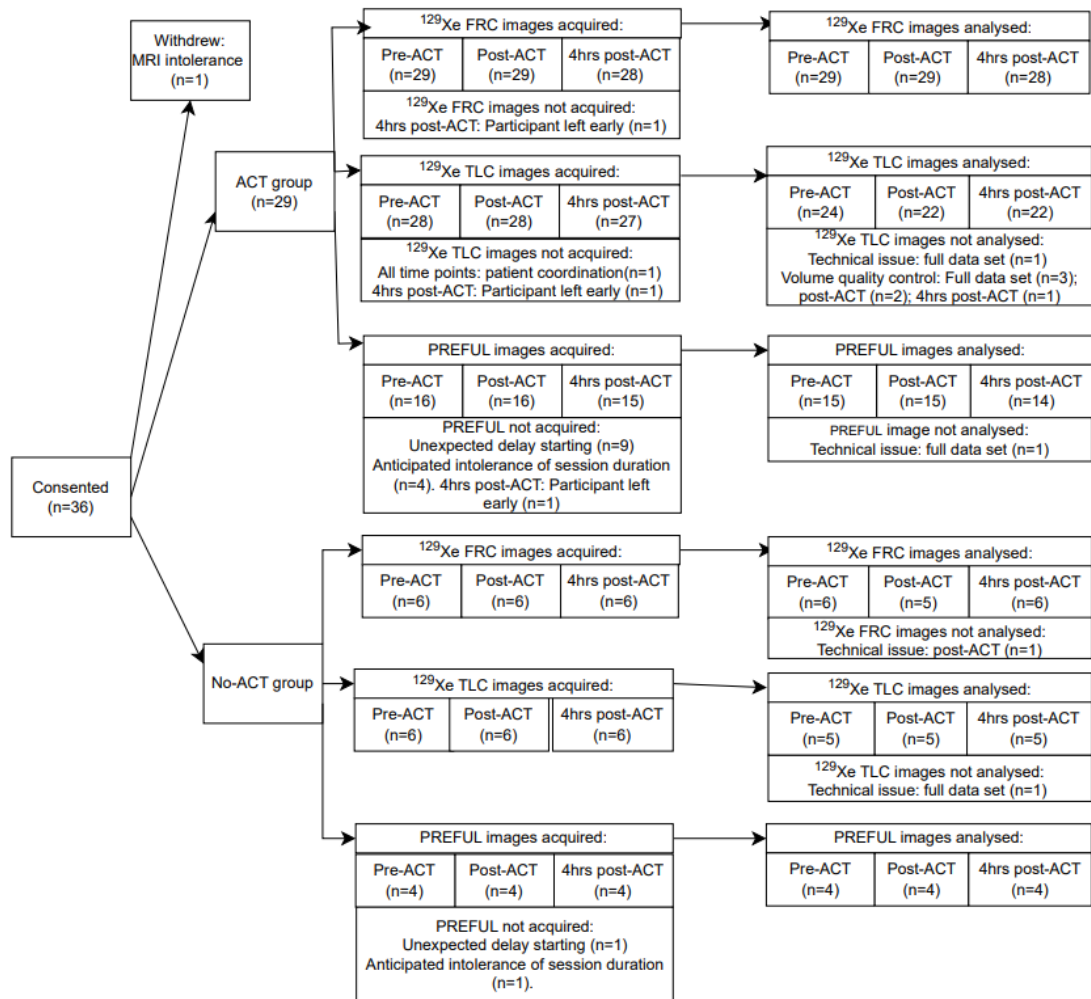 Withdrew:
MRI intolerance
(n=1)
ACT group
(n=29)
Consented
(n=36)
No-ACT group
¹²⁹Xe FRC images acquired:
Pre-ACT
(n=29)
Post-ACT
(n=29)
4hrs post-ACT
(n=28)
¹²⁹Xe FRC images not acquired:
4hrs post-ACT: Participant left early (n=1)
¹²⁹Xe FRC images analysed:
Pre-ACT
(n=29)
Post-ACT
(n=29)
4hrs post-ACT
(n=28)
¹²⁹Xe TLC images acquired:
Pre-ACT
(n=28)
Post-ACT
(n=28)
4hrs post-ACT
(n=27)
¹²⁹Xe TLC images not acquired:
All time points: patient coordination(n=1)
4hrs post-ACT: Participant left early (n=1)
¹²⁹Xe TLC images analysed:
Pre-ACT
(n=24)
Post-ACT
(n=22)
4hrs post-ACT
(n=22)
¹²⁹Xe TLC images not analysed:
Technical issue: full data set (n=1)
Volume quality control: Full data set (n=3);
post-ACT (n=2); 4hrs post-ACT (n=1)
PREFUL images acquired:
Pre-ACT
(n=16)
Post-ACT
(n=16)
4hrs post-ACT
(n=15)
PREFUL not acquired:
Unexpected delay starting (n=9)
Anticipated intolerance of session duration
(n=4). 4hrs post-ACT: Participant left
early (n=1)
PREFUL images analysed:
Pre-ACT
(n=15)
Post-ACT
(n=15)
4hrs post-ACT
(n=14)
PREFUL image not analysed:
Technical issue: full data set (n=1)
¹²⁹Xe FRC images acquired:
Pre-ACT
(n=6)
Post-ACT
(n=6)
4hrs post-ACT
(n=6)
¹²⁹Xe FRC images analysed:
Pre-ACT
(n=6)
Post-ACT
(n=5)
4hrs post-ACT
(n=6)
¹²⁹Xe FRC images not analysed:
Technical issue: post-ACT (n=1)
¹²⁹Xe TLC images acquired:
Pre-ACT
(n=6)
Post-ACT
(n=6)
4hrs post-ACT
(n=6)
¹²⁹Xe TLC images analysed:
Pre-ACT
(n=5)
Post-ACT
(n=5)
4hrs post-ACT
(n=5)
¹²⁹Xe TLC images not analysed:
Technical issue: full data set (n=1)
PREFUL images acquired:
Pre-ACT
(n=4)
Post-ACT
(n=4)
4hrs post-ACT
(n=4)
PREFUL not acquired:
Unexpected delay starting (n=1)
Anticipated intolerance of session duration
(n=1).
PREFUL images analysed:
Pre-ACT
(n=4)
Post-ACT
(n=4)
4hrs post-ACT
(n=4)